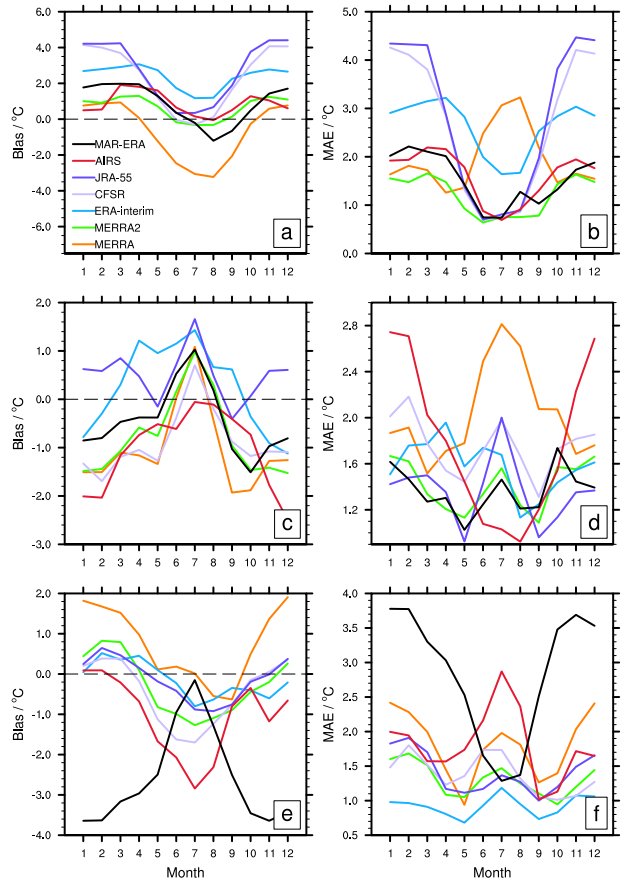 6.0
4.0
2.0
0.0
-2.0
-4.0
-6.0
Bias / °C
MAR-ERA
AIRS
JRA-55
CFSR
ERA-interim
MERRA2
MERRA
a
1 2 3 4 5 6 7 8 9 10 11 12
5.0
4.0
3.0
2.0
1.0
0.0
MAE / °C
b
1 2 3 4 5 6 7 8 9 10 11 12
2.0
1.0
0.0
-1.0
-2.0
-3.0
Bias / °C
c
1 2 3 4 5 6 7 8 9 10 11 12
2.8
2.4
2.0
1.6
1.2
MAE / °C
d
1 2 3 4 5 6 7 8 9 10 11 12
2.0
1.0
0.0
-1.0
-2.0
-3.0
-4.0
Bias / °C
e
1 2 3 4 5 6 7 8 9 10 11 12
Month
4.0
3.5
3.0
2.5
2.0
1.5
1.0
0.5
MAE / °C
f
1 2 3 4 5 6 7 8 9 10 11 12
Month